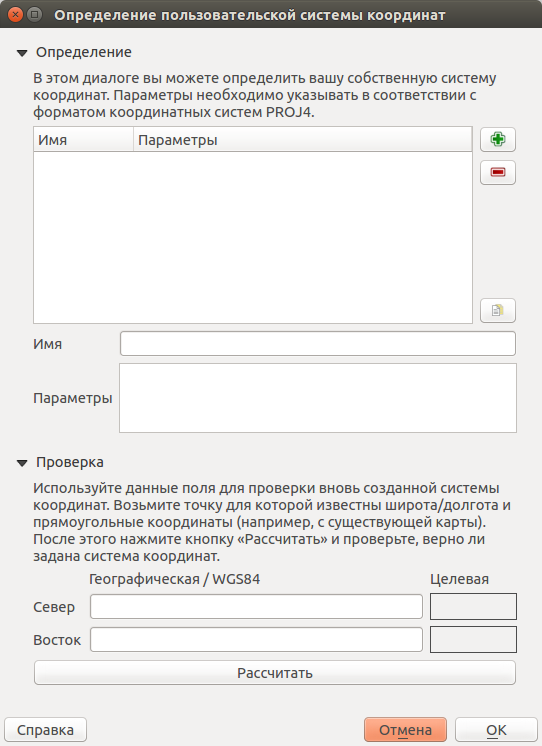 Определение пользовательской системы координат
Определение
В этом диалоге вы можете определить вашу собственную систему
координат. Параметры необходимо указывать в соответствии с
форматом координатных систем PROJ4.
Имя Параметры
Имя
Параметры
Проверка
Используйте данные поля для проверки вновь созданной системы
координат. Возьмите точку для которой известны широта/долгота и
прямоугольные координаты (например, с существующей карты).
После этого нажмите кнопку «Рассчитать» и проверьте, верно ли
задана система координат.
Географическая / WGS84 Целевая
Север
Восток
Рассчитать
Справка Отмена OK